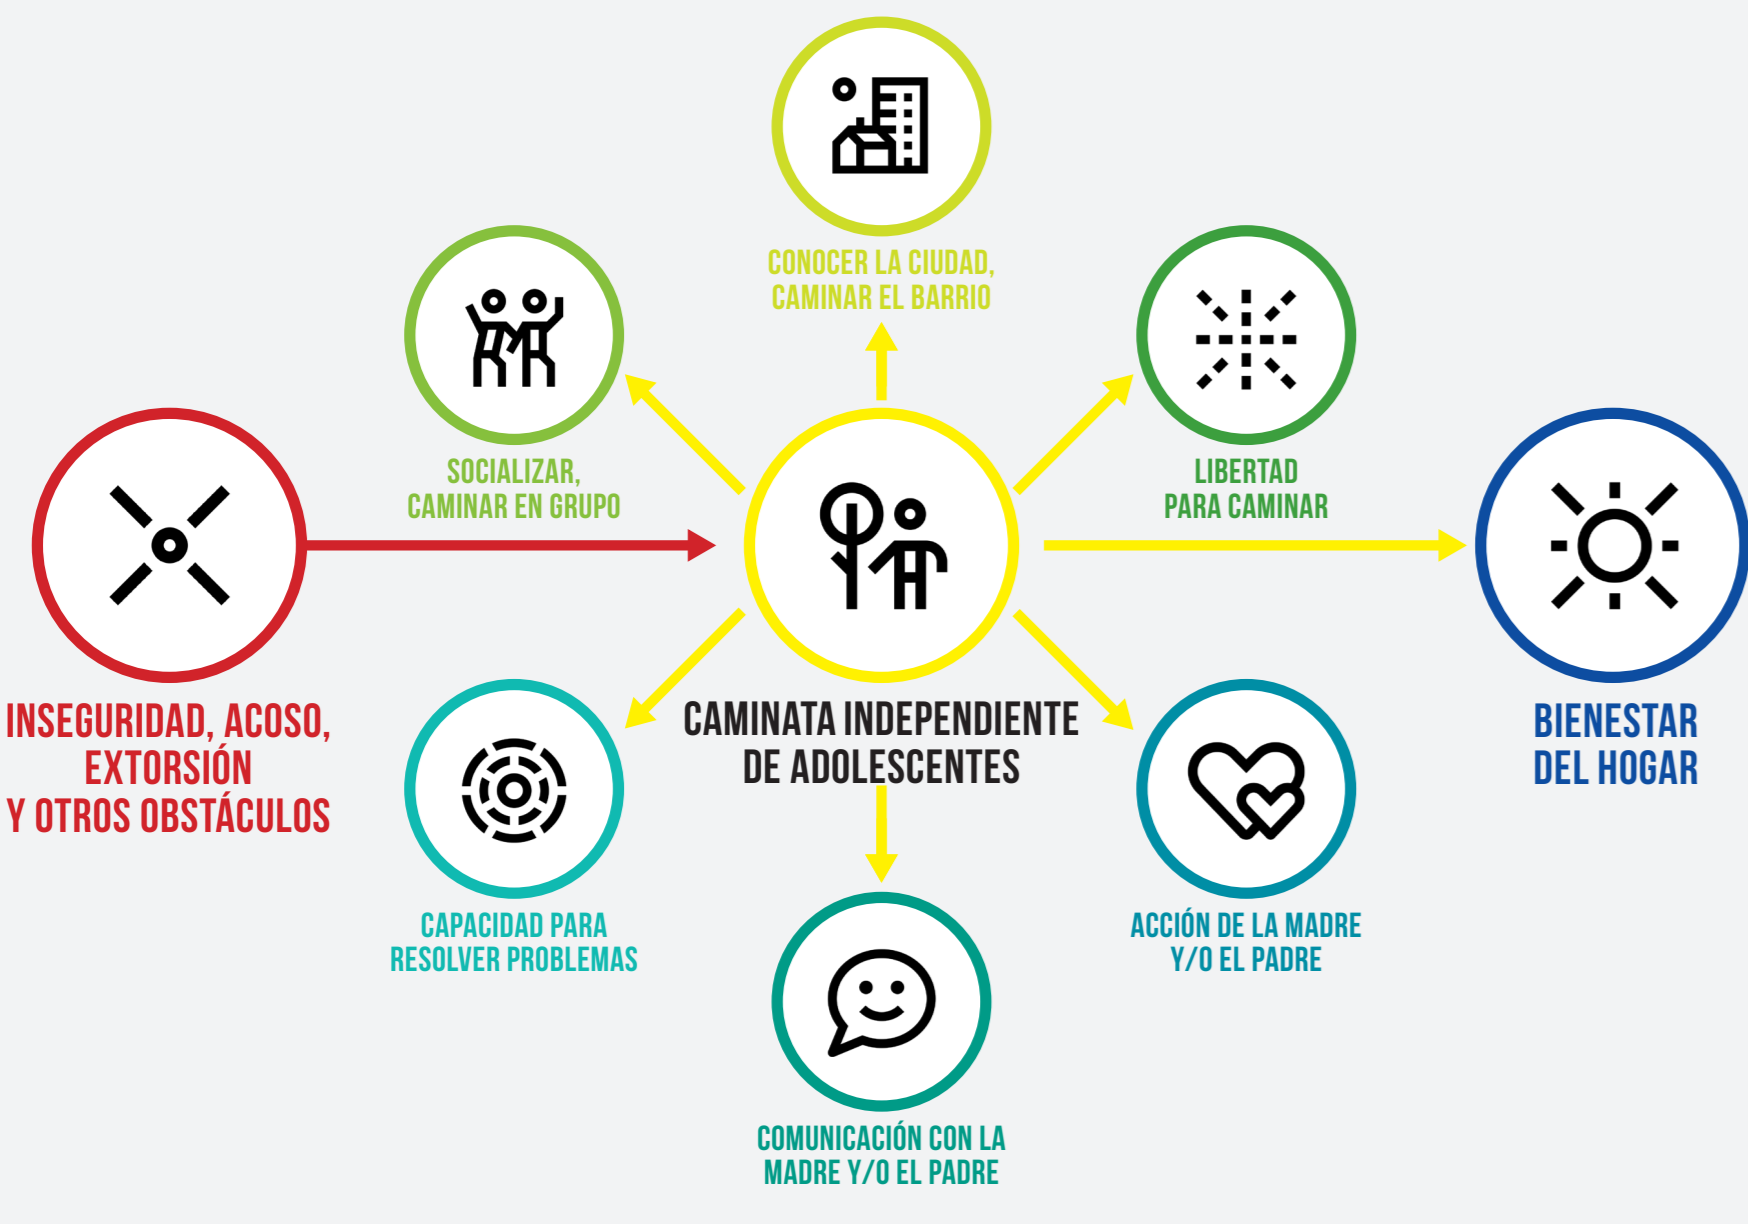 CONOCER LA CIUDAD,
CAMINAR EL BARRIO
SOCIALIZAR,
CAMINAR EN GRUPO
LIBERTAD
PARA CAMINAR
INSEGURIDAD, ACOSO,
EXTORSIÓN
Y OTROS OBSTÁCULOS
CAMINATA INDEPENDIENTE
DE ADOLESCENTES
BIENESTAR
DEL HOGAR
CAPACIDAD PARA
RESOLVER PROBLEMAS
ACCIÓN DE LA MADRE
Y/O EL PADRE
COMUNICACIÓN CON LA
MADRE Y/O EL PADRE